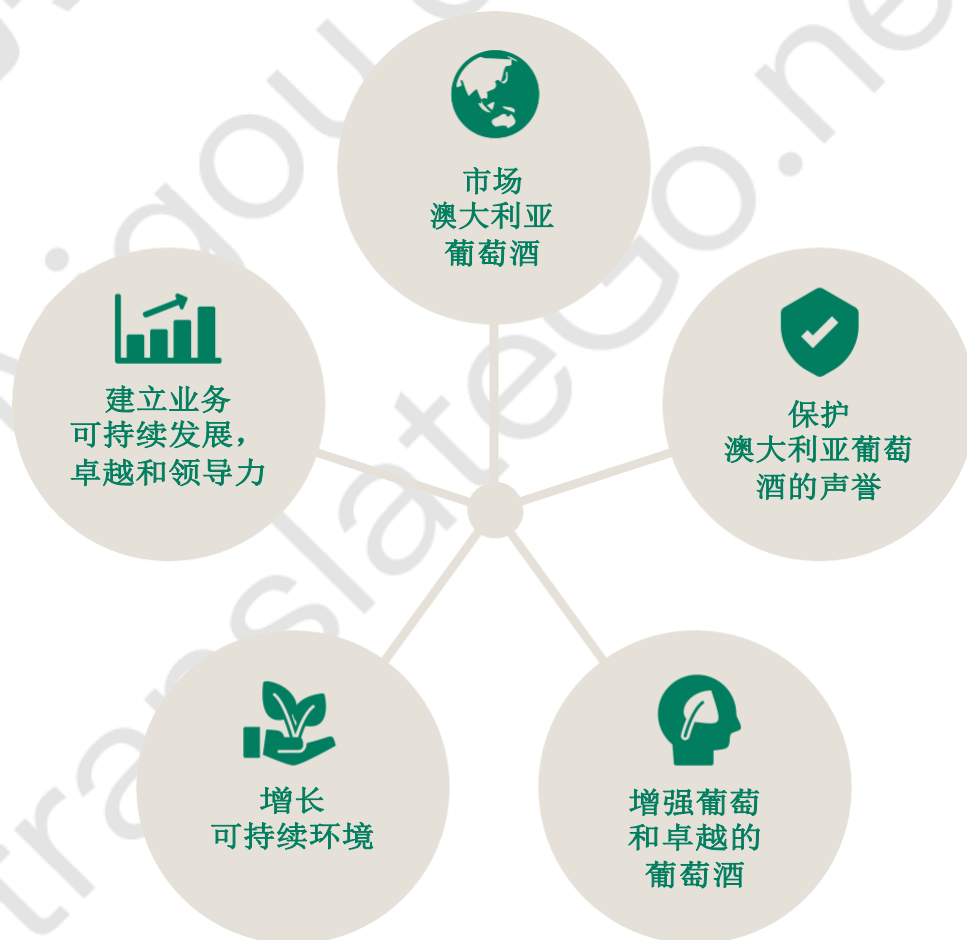 市场
澳大利亚
葡萄酒
建立业务
可持续发展，
卓越和领导力
保护
澳大利亚葡萄
酒的声誉
增长
可持续环境
增强葡萄
和卓越的
葡萄酒
translateGo.ne